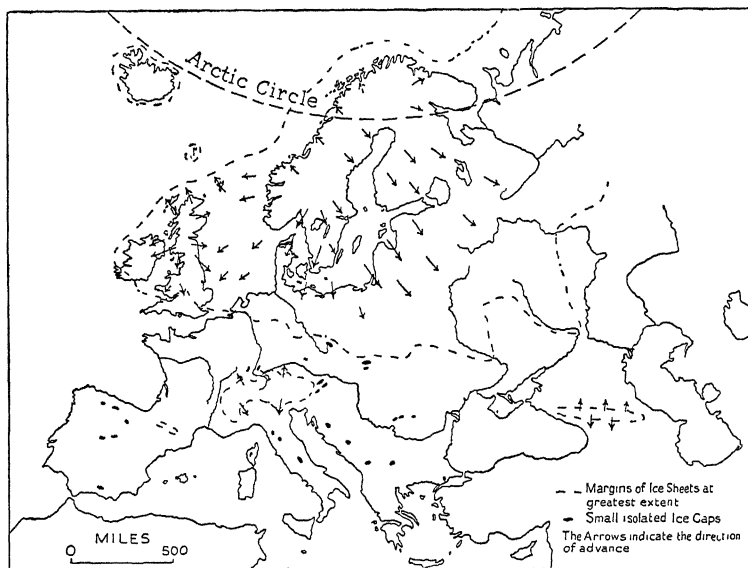 Arctic Circle
Margins of Ice Sheets at
greatest extent
Small isolated Ice Caps
The Arrows indicate the direction
of advance
MILES
0 500